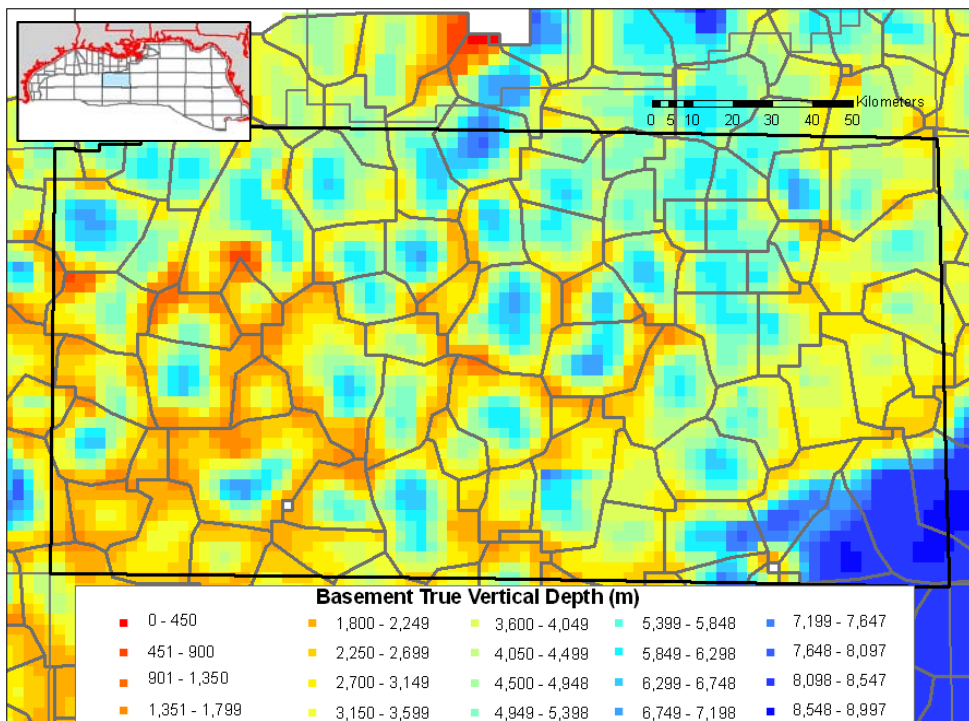 Kilometers
0 5 10 20 30 40 50
Basement True Vertical Depth (m)
0 - 450 1,800 - 2,249 3,600 - 4,049 5,399 - 5,848 7,199 - 7,647
451 - 900 2,250 - 2,699 4,050 - 4,499 5,849 - 6,298 7,648 - 8,097
901 - 1,350 2,700 - 3,149 4,500 - 4,948 6,299 - 6,748 8,098 - 8,547
1,351 - 1,799 3,150 - 3,599 4,949 - 5,398 6,749 - 7,198 8,548 - 8,997